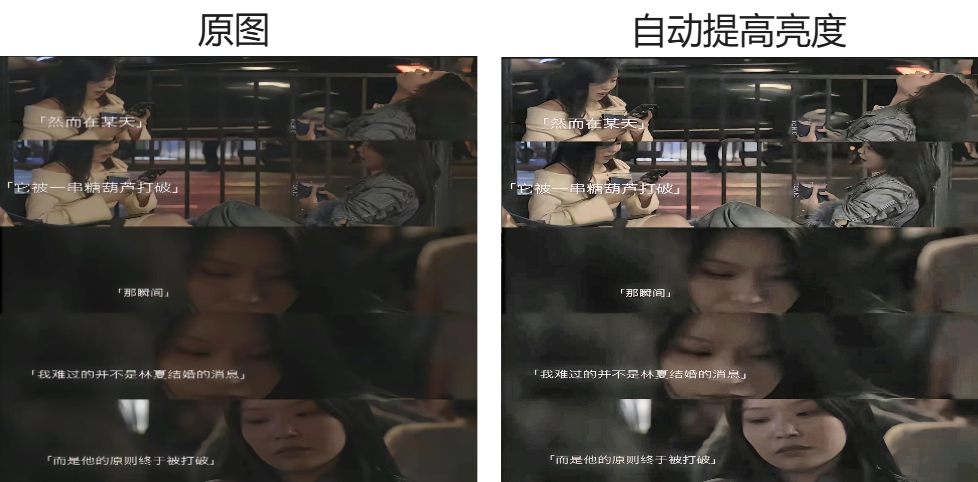 原图
自动提高亮度
「然而在某天」
「它被一串糖葫芦打破」
「那瞬间」
「我难过的并不是林夏结婚的消息」
「而是他的原则终于被打破」
「然而在某天」
「它被一串糖葫芦打破」
「那瞬间」
「我难过的并不是林夏结婚的消息」
「而是他的原则终于被打破」